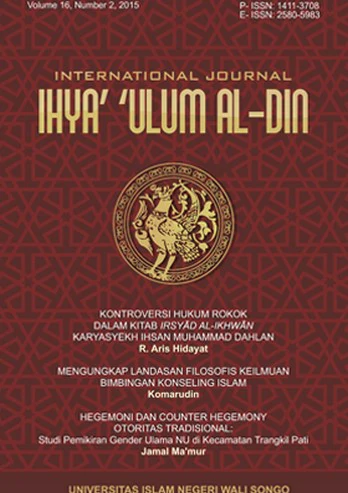 Volume 16, Number 2, 2015
P- ISSN: 1411-3708
E- ISSN: 2580-5983
INTERNATIONAL JOURNAL
IHYA’ ‘ULUM AL-DIN
KONTROVERSI HUKUM ROKOK
DALAM KITAB IRSYĀD AL-IKHWĀN
KARYASYEKH IHSAN MUHAMMAD DAHLAN
R. Aris Hidayat
MENGUNGKAP LANDASAN FILOSOFIS KEILMUAN
BIMBINGAN KONSELING ISLAM
Komarudin
HEGEMONI DAN COUNTER HEGEMONY
OTORITAS TRADISIONAL:
Studi Pemikiran Gender Ulama NU di Kecamatan Trangkil Pati
Jamal Ma'mur
UNIVERSITAS ISLAM NEGERI WALI SONGO